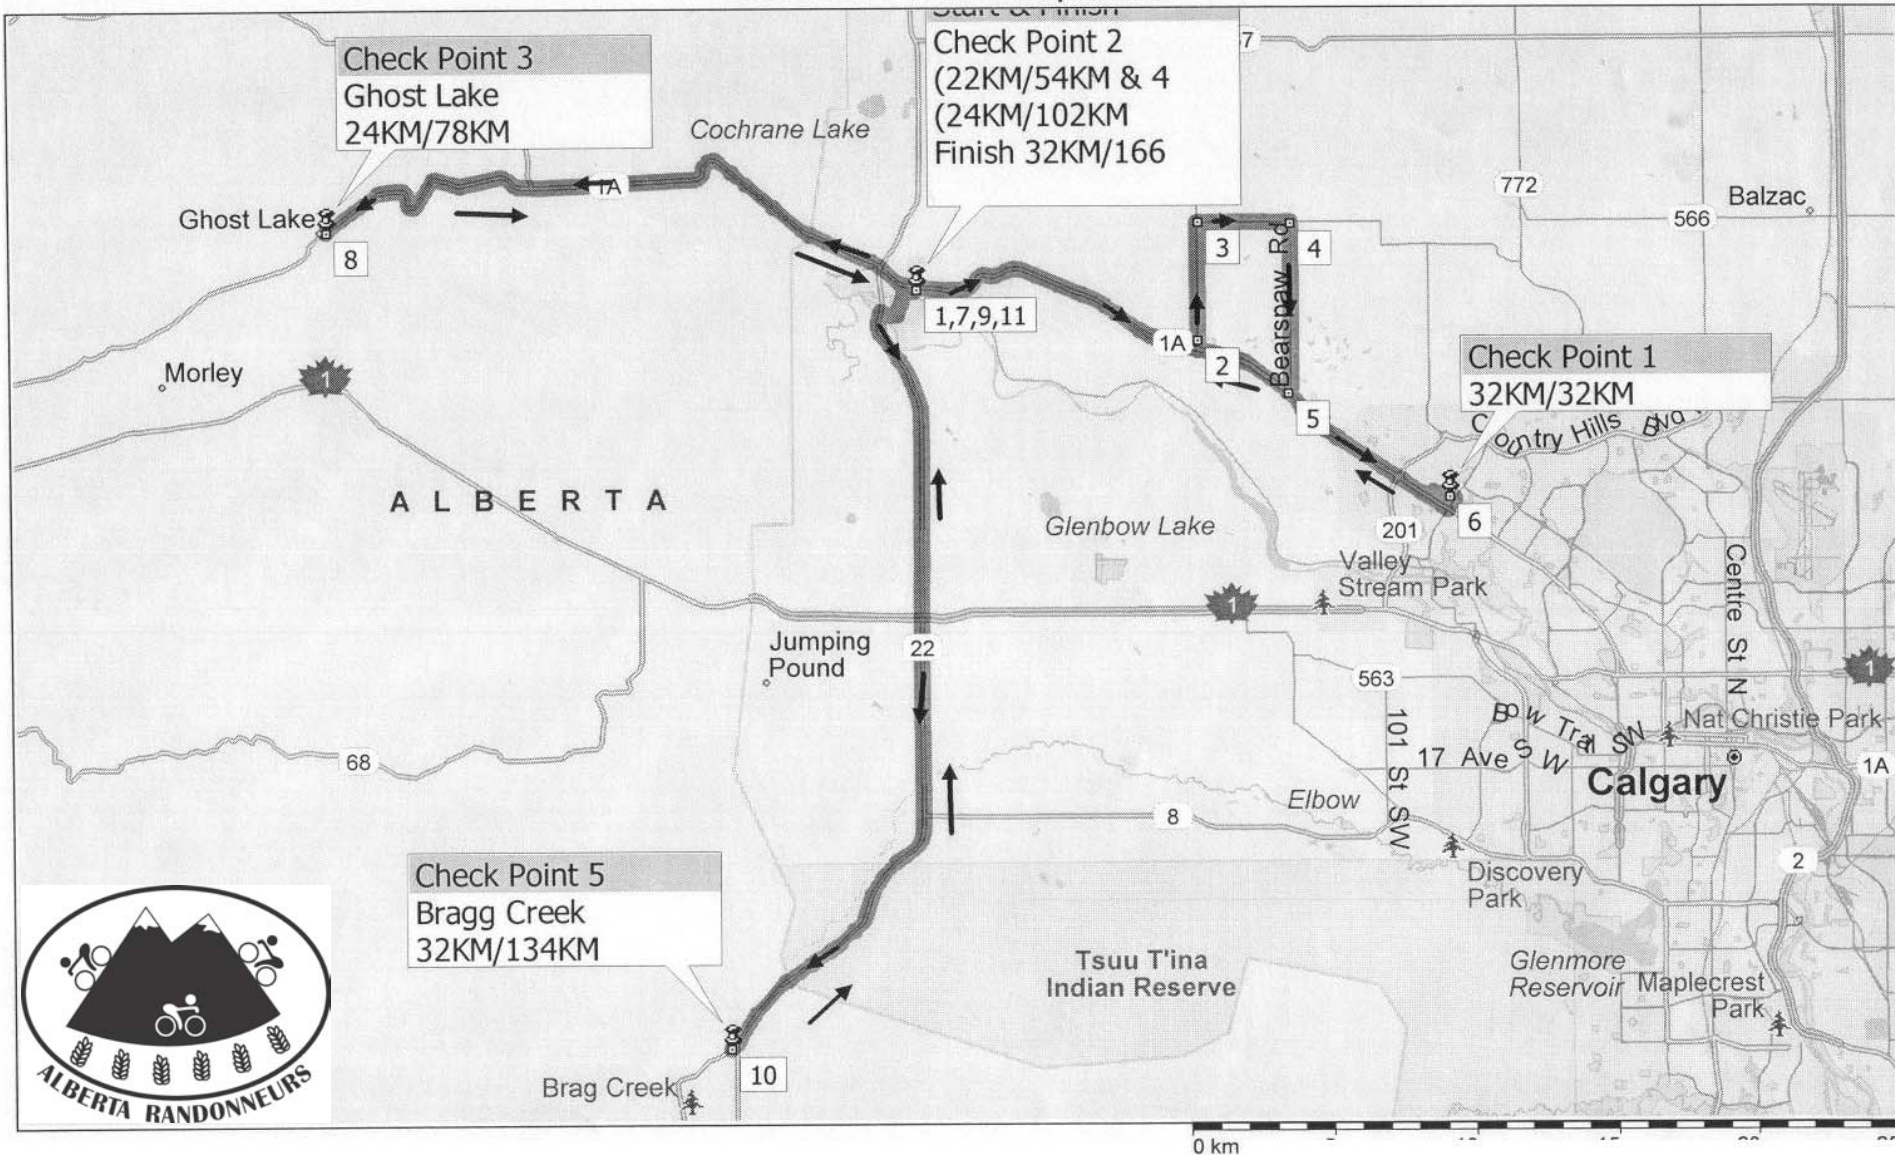 Start & Finish
Check Point 2
(22KM/54KM & 4
(24KM/102KM
Finish 32KM/166
Check Point 3
Ghost Lake
24KM/78KM
Cochrane Lake
1A
Ghost Lake
8
772
Balzac
566
3
4
Bearspaw Rd
1,7,9,11
1A
2
5
Check Point 1
32KM/32KM
Country Hills Blvd
Morley
1
ALBERTA
Glenbow Lake
6
201
Valley
Stream Park
1
Centre St N
Jumping
Pound
22
563
1
68
101 St SW
Bow Trail SW
17 Ave SW
Nat Christie Park
Calgary
1A
Elbow
8
2
Discovery
Park
Check Point 5
Bragg Creek
32KM/134KM
Tsuu T'ina
Indian Reserve
Glenmore
Reservoir
Maplecrest
Park
10
Brag Creek
ALBERTA RANDONNEURS
0 km